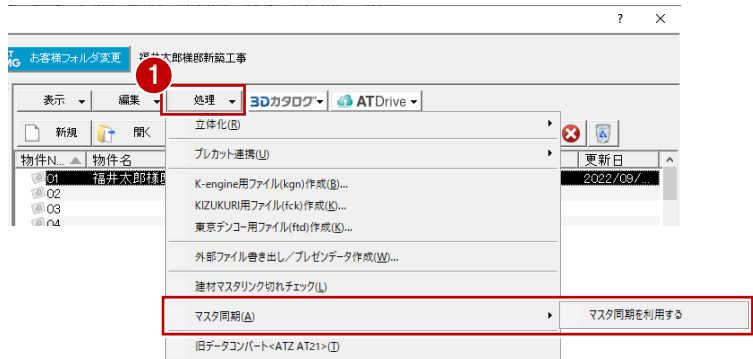 ? ×
お客様フォルダ変更 福井太郎様邸新築工事
1
表示 編集 処理 3Dカタログ ATDrive
新規 開く
立体化(R)
プレカット連携(U)
物件N... 物件名 更新日
01 福井太郎様邸 2022/09/...
K-engine用ファイル(kgn)作成(B)...
02
KIZUKURI用ファイル(fck)作成(K)...
03
東京デンコー用ファイル(ftd)作成(K)...
04
外部ファイル書き出し/プレゼンデータ作成(W)...
建材マスタリンク切れチェック(L)
マスタ同期(A) マスタ同期を利用する
旧データコンバート<ATZ AT21>(T)